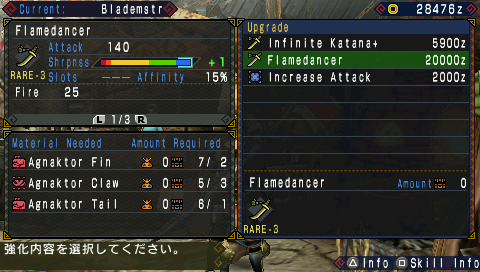 Current: Blademstr
28476z
Flamedancer
Attack 140
Shrpnss +1
RARE-3 Slots --- Affinity 15%
Fire 25
L 1/3 R
Material Needed Amount Required
Agnaktor Fin 0 7/ 2
Agnaktor Claw 0 5/ 3
Agnaktor Tail 0 6/ 1
Upgrade
Infinite Katana+ 5900z
Flamedancer 20000z
Increase Attack 2000z
Flamedancer Amount 0
RARE-3
強化内容を選択してください。
Info Skill Info